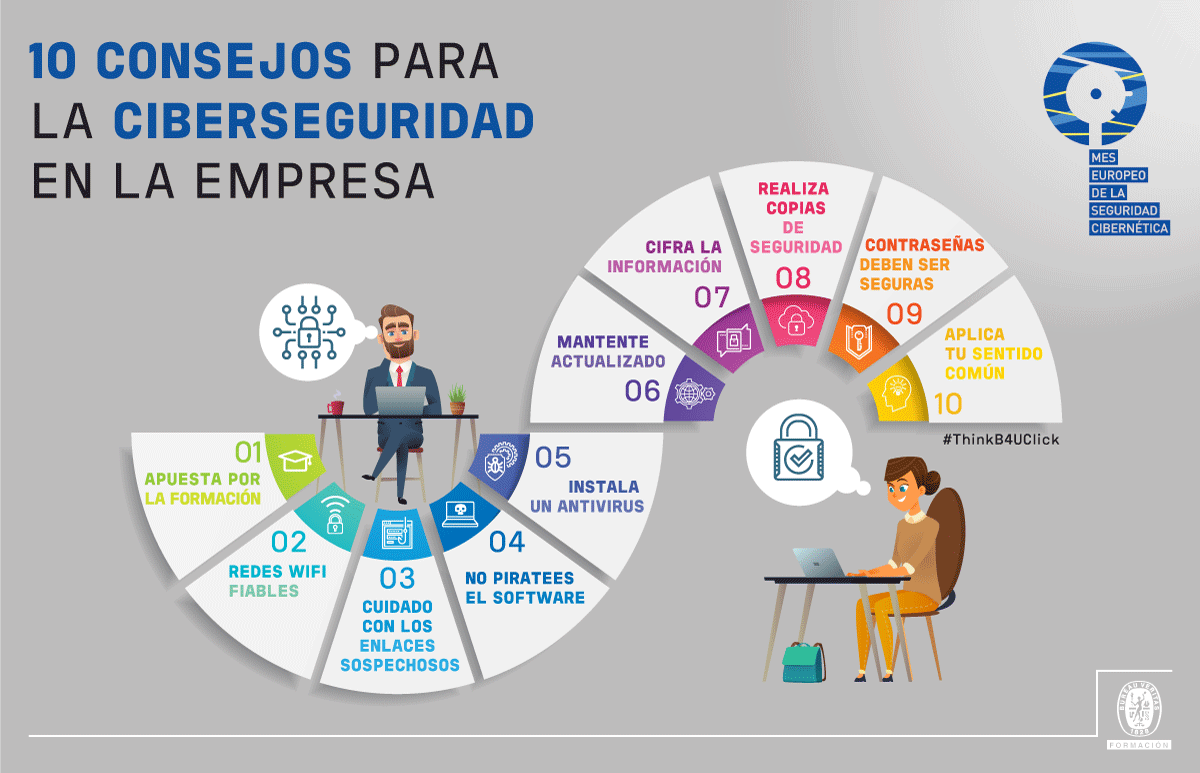 10 CONSEJOS PARA
LA CIBERSEGURIDAD
EN LA EMPRESA
MES
EUROPEO
DE LA
SEGURIDAD
CIBERNÉTICA
01
APUESTA POR
LA FORMACIÓN
02
REDES WIFI
FIABLES
03
CUIDADO
CON LOS
ENLACES
SOSPECHOSOS
04
NO PIRATEES
EL SOFTWARE
05
INSTALA
UN ANTIVIRUS
MANTENTE
ACTUALIZADO
06
CIFRA LA
INFORMACIÓN
07
REALIZA
COPIAS
DE
SEGURIDAD
08
CONTRASEÑAS
DEBEN SER
SEGURAS
09
APLICA
TU SENTIDO
COMÚN
10
#ThinkB4UClick
BUREAU VERITAS
1828
FORMACION